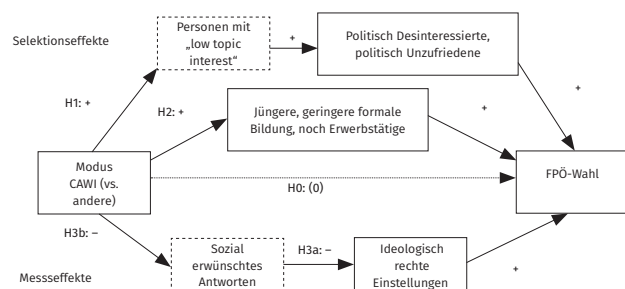 Selektionseffekte
Personen mit
„low topic
interest“
+
Politisch Desinteressierte,
politisch Unzufriedene
+
H1: +
H2: +
Jüngere, geringere formale
Bildung, noch Erwerbstätige
+
Modus
CAWI (vs.
andere)
H0: (0)
FPÖ-Wahl
H3b: –
Sozial
erwünschtes
Antworten
H3a: –
Ideologisch
rechte
Einstellungen
+
Messseffekte